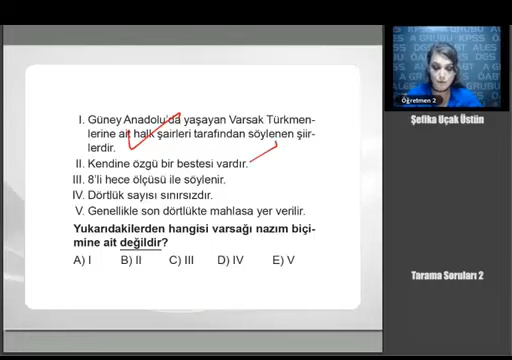 I. Güney Anadolu'da yaşayan Varsak Türkmen-
lerine ait halk şairleri tarafından söylenen şiir-
lerdir.
II. Kendine özgü bir bestesi vardır.
III. 8'li hece ölçüsü ile söylenir.
IV. Dörtlük sayısı sınırsızdır.
V. Genellikle son dörtlükte mahlasa yer verilir.
Yukarıdakilerden hangisi varsağı nazım biçi-
mine ait değildir?
A) I B) II C) III D) IV E) V
Öğretmen 2
Şefika Uçak Üstün
Tarama Soruları 2